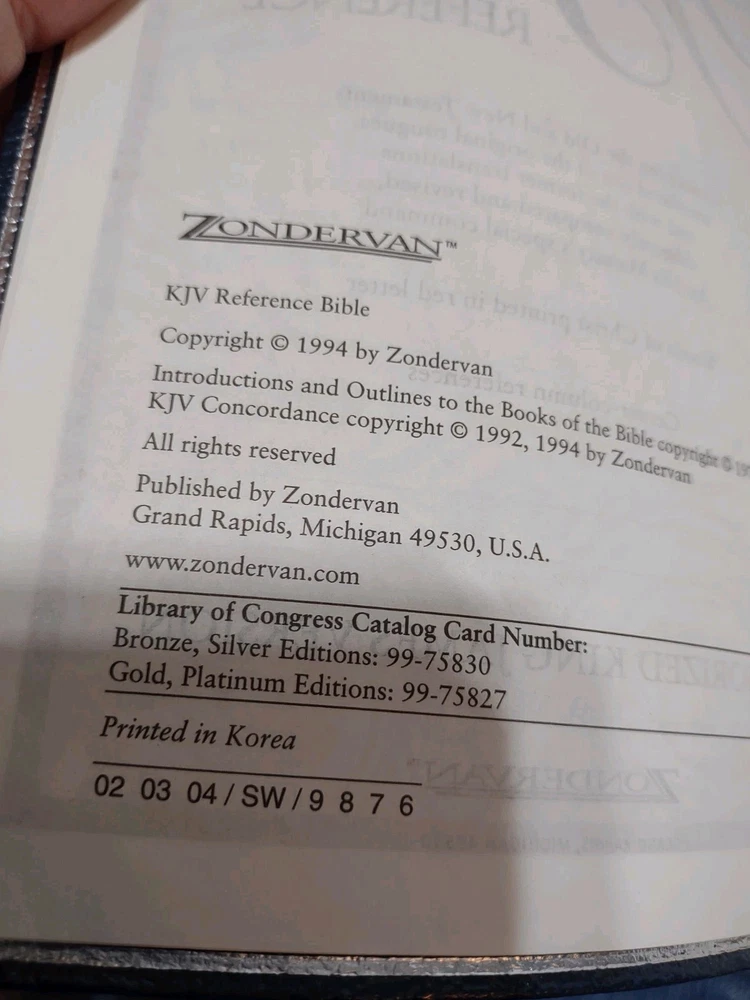 ZONDERVAN™
KJV Reference Bible
Copyright © 1994 by Zondervan
Introductions and Outlines to the Books of the Bible copyright ©
KJV Concordance copyright © 1992, 1994 by Zondervan
All rights reserved
Published by Zondervan
Grand Rapids, Michigan 49530, U.S.A.
www.zondervan.com
Library of Congress Catalog Card Number:
Bronze, Silver Editions: 99-75830
Gold, Platinum Editions: 99-75827
Printed in Korea
02 03 04 / SW / 9 8 7 6